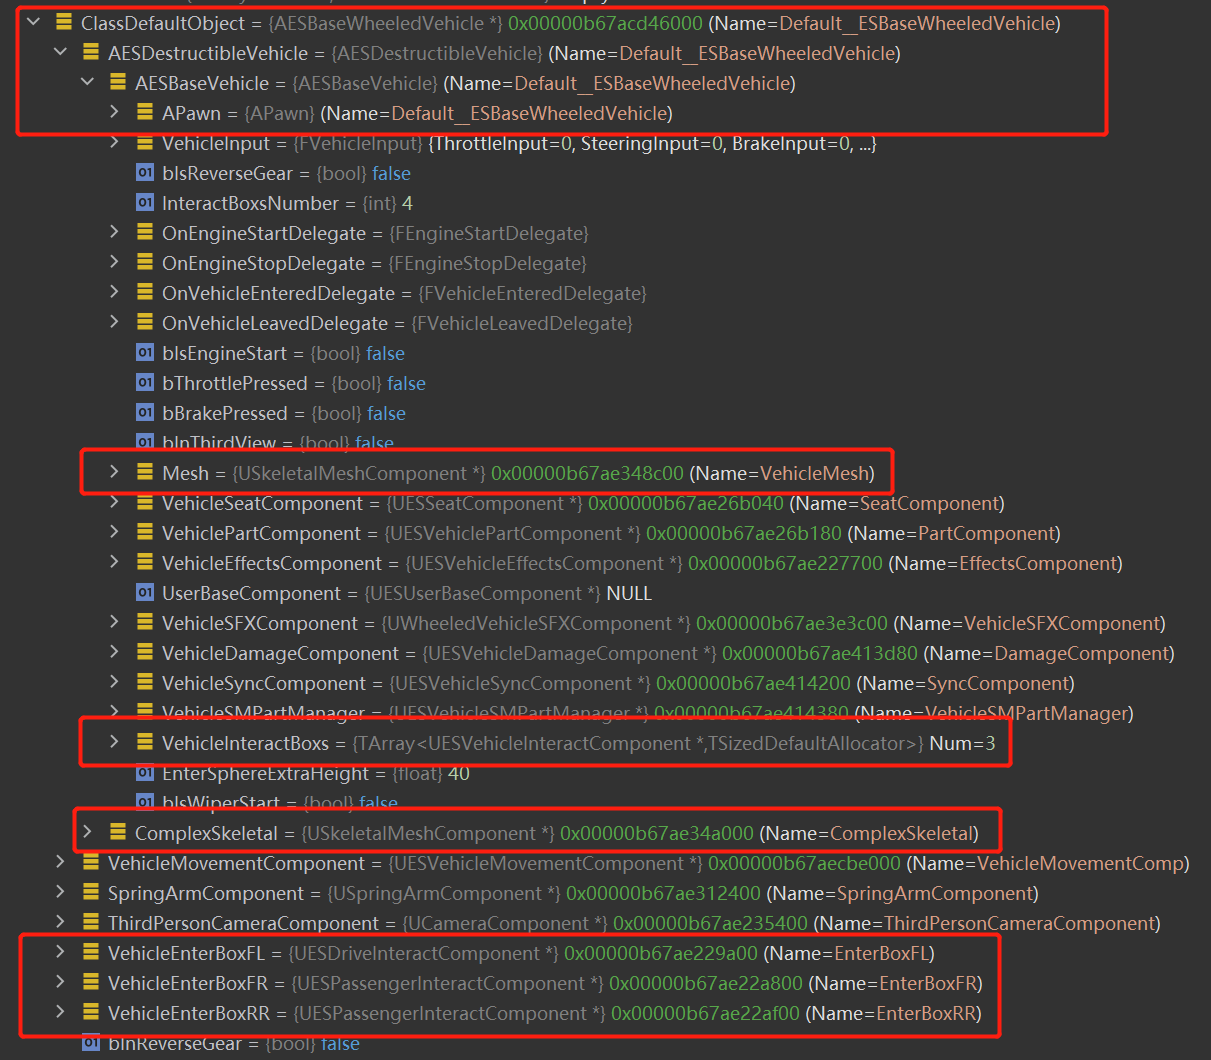 ClassDefaultObject = {AESBaseWheeledVehicle *} 0x00000b67acd46000 (Name=Default__ESBaseWheeledVehicle)
AESDestructibleVehicle = {AESDestructibleVehicle} (Name=Default__ESBaseWheeledVehicle)
AESBaseVehicle = {AESBaseVehicle} (Name=Default__ESBaseWheeledVehicle)
APawn = {APawn} (Name=Default__ESBaseWheeledVehicle)
VehicleInput = {FVehicleInput} {ThrottleInput=0, SteeringInput=0, BrakeInput=0, ...}
01 bIsReverseGear = {bool} false
01 InteractBoxsNumber = {int} 4
OnEngineStartDelegate = {FEngineStartDelegate}
OnEngineStopDelegate = {FEngineStopDelegate}
OnVehicleEnteredDelegate = {FVehicleEnteredDelegate}
OnVehicleLeavedDelegate = {FVehicleLeavedDelegate}
01 bIsEngineStart = {bool} false
01 bThrottlePressed = {bool} false
01 bBrakePressed = {bool} false
01 bInThirdView = {bool} false
Mesh = {USkeletalMeshComponent *} 0x00000b67ae348c00 (Name=VehicleMesh)
VehicleSeatComponent = {UESSeatComponent *} 0x00000b67ae26b040 (Name=SeatComponent)
VehiclePartComponent = {UESVehiclePartComponent *} 0x00000b67ae26b180 (Name=PartComponent)
VehicleEffectsComponent = {UESVehicleEffectsComponent *} 0x00000b67ae227700 (Name=EffectsComponent)
01 UserBaseComponent = {UESUserBaseComponent *} NULL
VehicleSFXComponent = {UWheeledVehicleSFXComponent *} 0x00000b67ae3e3c00 (Name=VehicleSFXComponent)
VehicleDamageComponent = {UESVehicleDamageComponent *} 0x00000b67ae413d80 (Name=DamageComponent)
VehicleSyncComponent = {UESVehicleSyncComponent *} 0x00000b67ae414200 (Name=SyncComponent)
VehicleSMPartManager = {UESVehicleSMPartManager *} 0x00000b67ae414380 (Name=VehicleSMPartManager)
VehicleInteractBoxs = {TArray<UESVehicleInteractComponent *,TSizedDefaultAllocator>} Num=3
01 EnterSphereExtraHeight = {float} 40
01 bIsWiperStart = {bool} false
ComplexSkeletal = {USkeletalMeshComponent *} 0x00000b67ae34a000 (Name=ComplexSkeletal)
VehicleMovementComponent = {UESVehicleMovementComponent *} 0x00000b67aecbe000 (Name=VehicleMovementComp)
SpringArmComponent = {USpringArmComponent *} 0x00000b67ae312400 (Name=SpringArmComponent)
ThirdPersonCameraComponent = {UCameraComponent *} 0x00000b67ae235400 (Name=ThirdPersonCameraComponent)
VehicleEnterBoxFL = {UESDriveInteractComponent *} 0x00000b67ae229a00 (Name=EnterBoxFL)
VehicleEnterBoxFR = {UESPassengerInteractComponent *} 0x00000b67ae22a800 (Name=EnterBoxFR)
VehicleEnterBoxRR = {UESPassengerInteractComponent *} 0x00000b67ae22af00 (Name=EnterBoxRR)
01 bInReverseGear = {bool} false